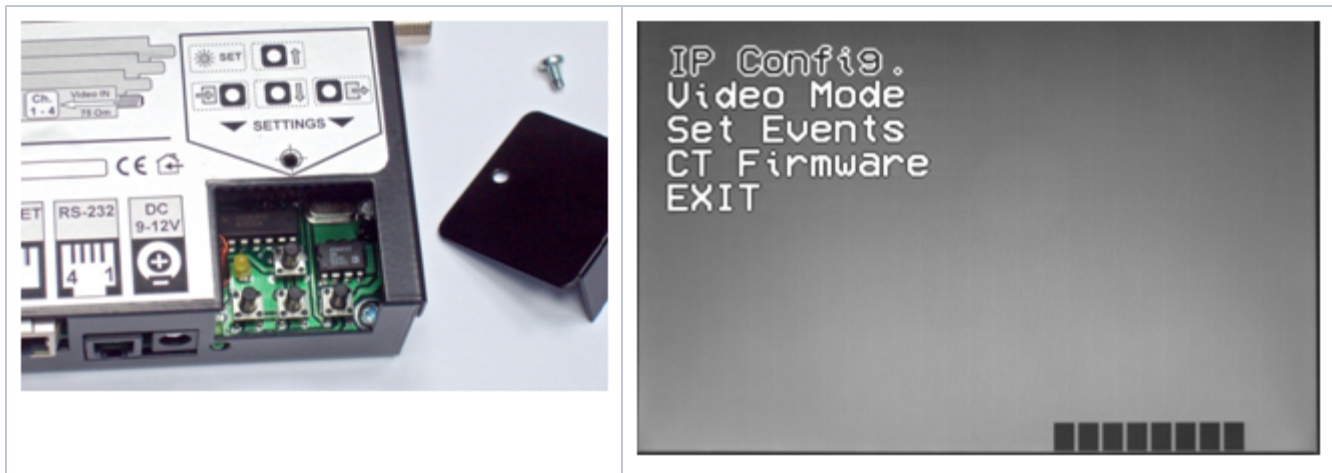 SET
Ch.
1 - 4
Video IN
75 Om
SETTINGS
CE
ET
RS-232
4 1
DC
9-12V
IP Config.
Video Mode
Set Events
CT Firmware
EXIT